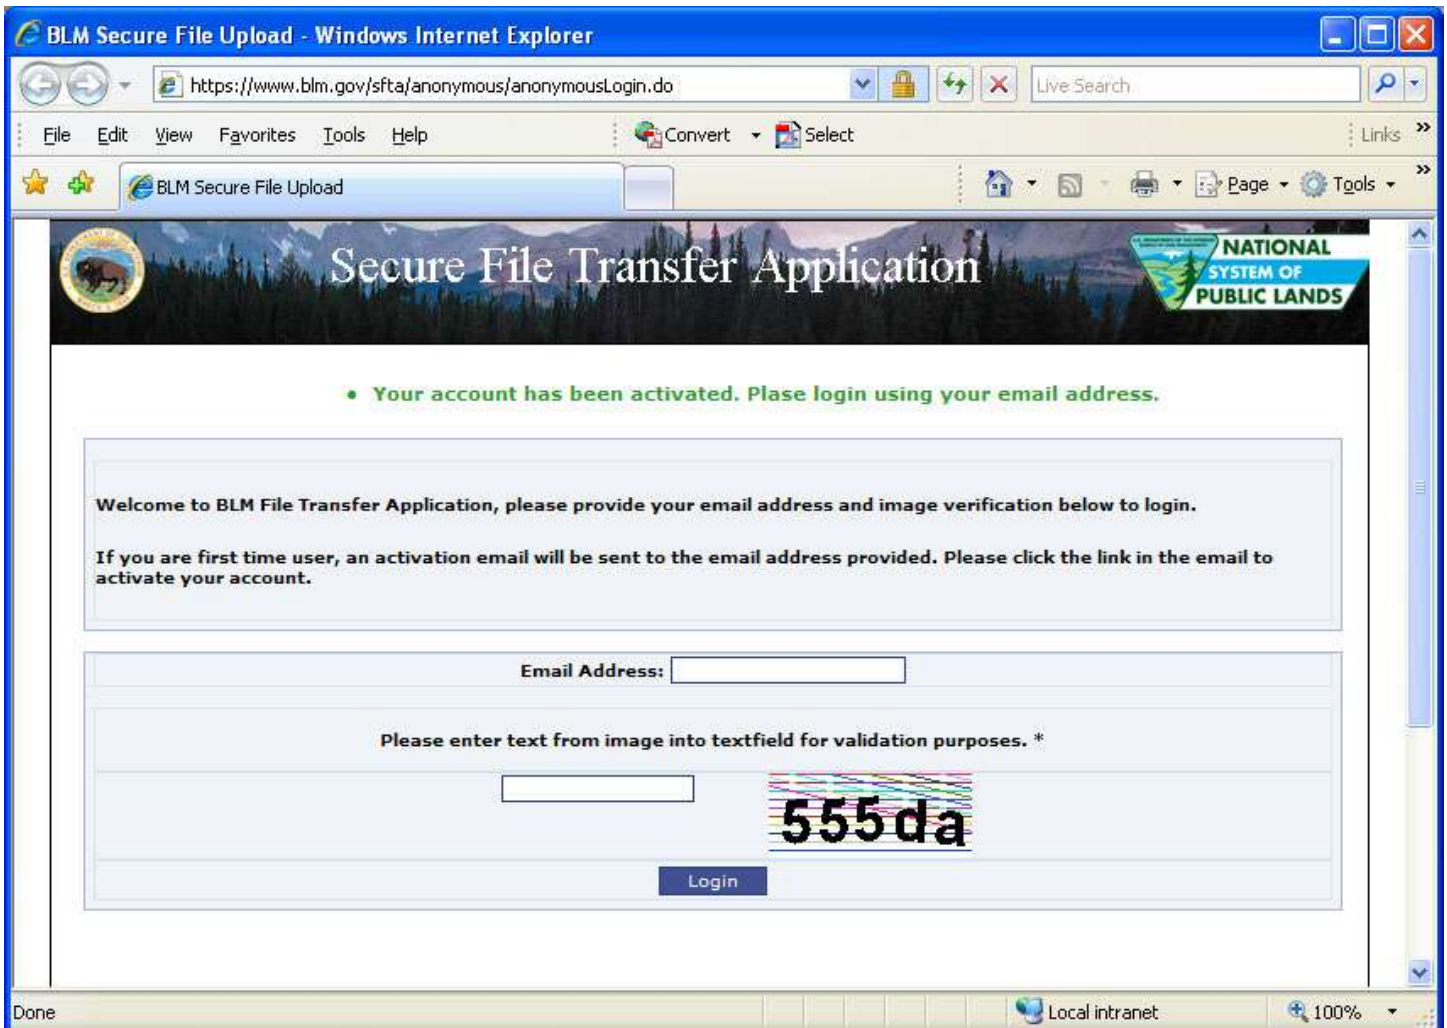 BLM Secure File Upload - Windows Internet Explorer
https://www.blm.gov/sfta/anonymous/anonymousLogin.do
Live Search
File Edit View Favorites Tools Help Convert Select Links »
BLM Secure File Upload
Page Tools »
Secure File Transfer Application
NATIONAL
SYSTEM OF
PUBLIC LANDS
• Your account has been activated. Plase login using your email address.
Welcome to BLM File Transfer Application, please provide your email address and image verification below to login.
If you are first time user, an activation email will be sent to the email address provided. Please click the link in the email to
activate your account.
Email Address:
Please enter text from image into textfield for validation purposes. *
555da
Login
Done Local intranet 100%